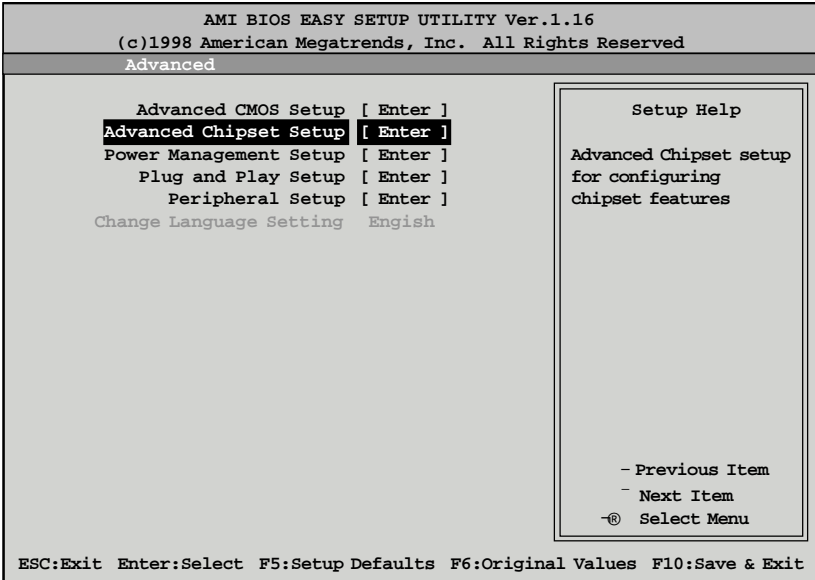 AMI BIOS EASY SETUP UTILITY Ver.1.16
(c)1998 American Megatrends, Inc. All Rights Reserved
Advanced
Advanced CMOS Setup [ Enter ]
Advanced Chipset Setup [ Enter ]
Power Management Setup [ Enter ]
Plug and Play Setup [ Enter ]
Peripheral Setup [ Enter ]
Change Language Setting Engish
Setup Help
Advanced Chipset setup
for configuring
chipset features
- Previous Item
¯ Next Item
¬® Select Menu
ESC:Exit Enter:Select F5:Setup Defaults F6:Original Values F10:Save & Exit